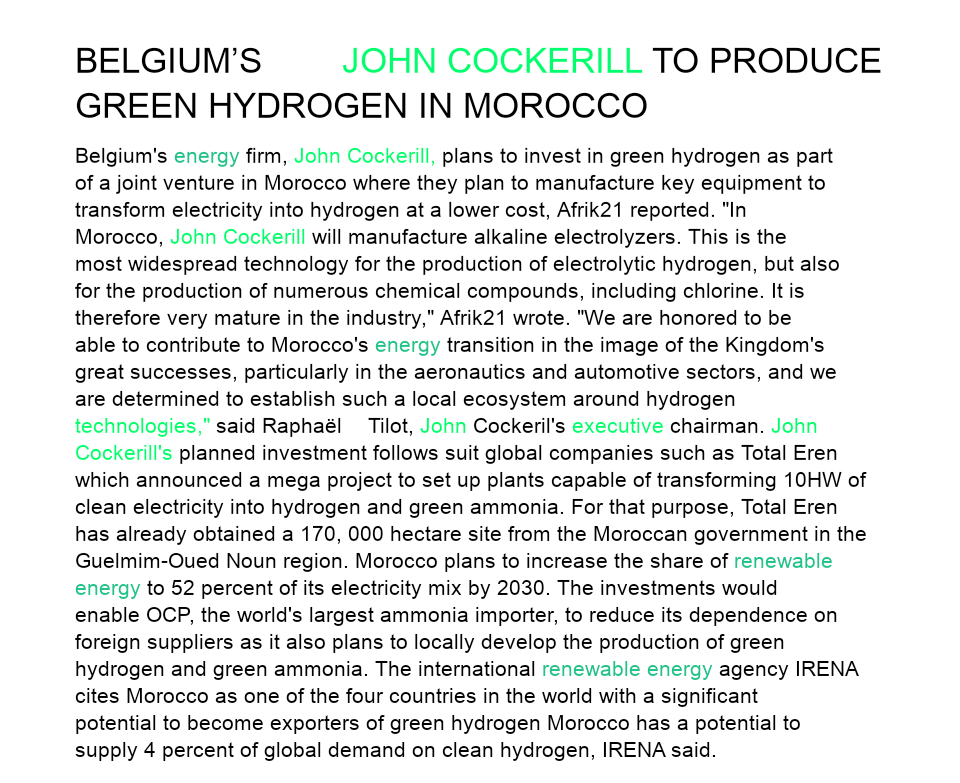 BELGIUM’S JOHN COCKERILL TO PRODUCE
GREEN HYDROGEN IN MOROCCO
Belgium's energy firm, John Cockerill, plans to invest in green hydrogen as part
of a joint venture in Morocco where they plan to manufacture key equipment to
transform electricity into hydrogen at a lower cost, Afrik21 reported. "In
Morocco, John Cockerill will manufacture alkaline electrolyzers. This is the
most widespread technology for the production of electrolytic hydrogen, but also
for the production of numerous chemical compounds, including chlorine. It is
therefore very mature in the industry," Afrik21 wrote. "We are honored to be
able to contribute to Morocco's energy transition in the image of the Kingdom's
great successes, particularly in the aeronautics and automotive sectors, and we
are determined to establish such a local ecosystem around hydrogen
technologies," said Raphaël Tilot, John Cockeril's executive chairman. John
Cockerill's planned investment follows suit global companies such as Total Eren
which announced a mega project to set up plants capable of transforming 10HW of
clean electricity into hydrogen and green ammonia. For that purpose, Total Eren
has already obtained a 170, 000 hectare site from the Moroccan government in the
Guelmim-Oued Noun region. Morocco plans to increase the share of renewable
energy to 52 percent of its electricity mix by 2030. The investments would
enable OCP, the world's largest ammonia importer, to reduce its dependence on
foreign suppliers as it also plans to locally develop the production of green
hydrogen and green ammonia. The international renewable energy agency IRENA
cites Morocco as one of the four countries in the world with a significant
potential to become exporters of green hydrogen Morocco has a potential to
supply 4 percent of global demand on clean hydrogen, IRENA said.